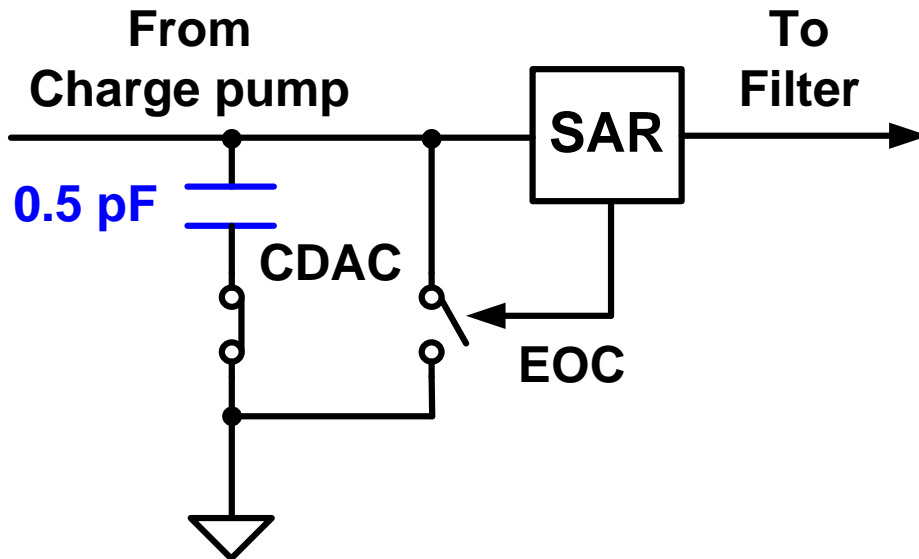 From
Charge pump
To
Filter
SAR
0.5 pF
CDAC
EOC